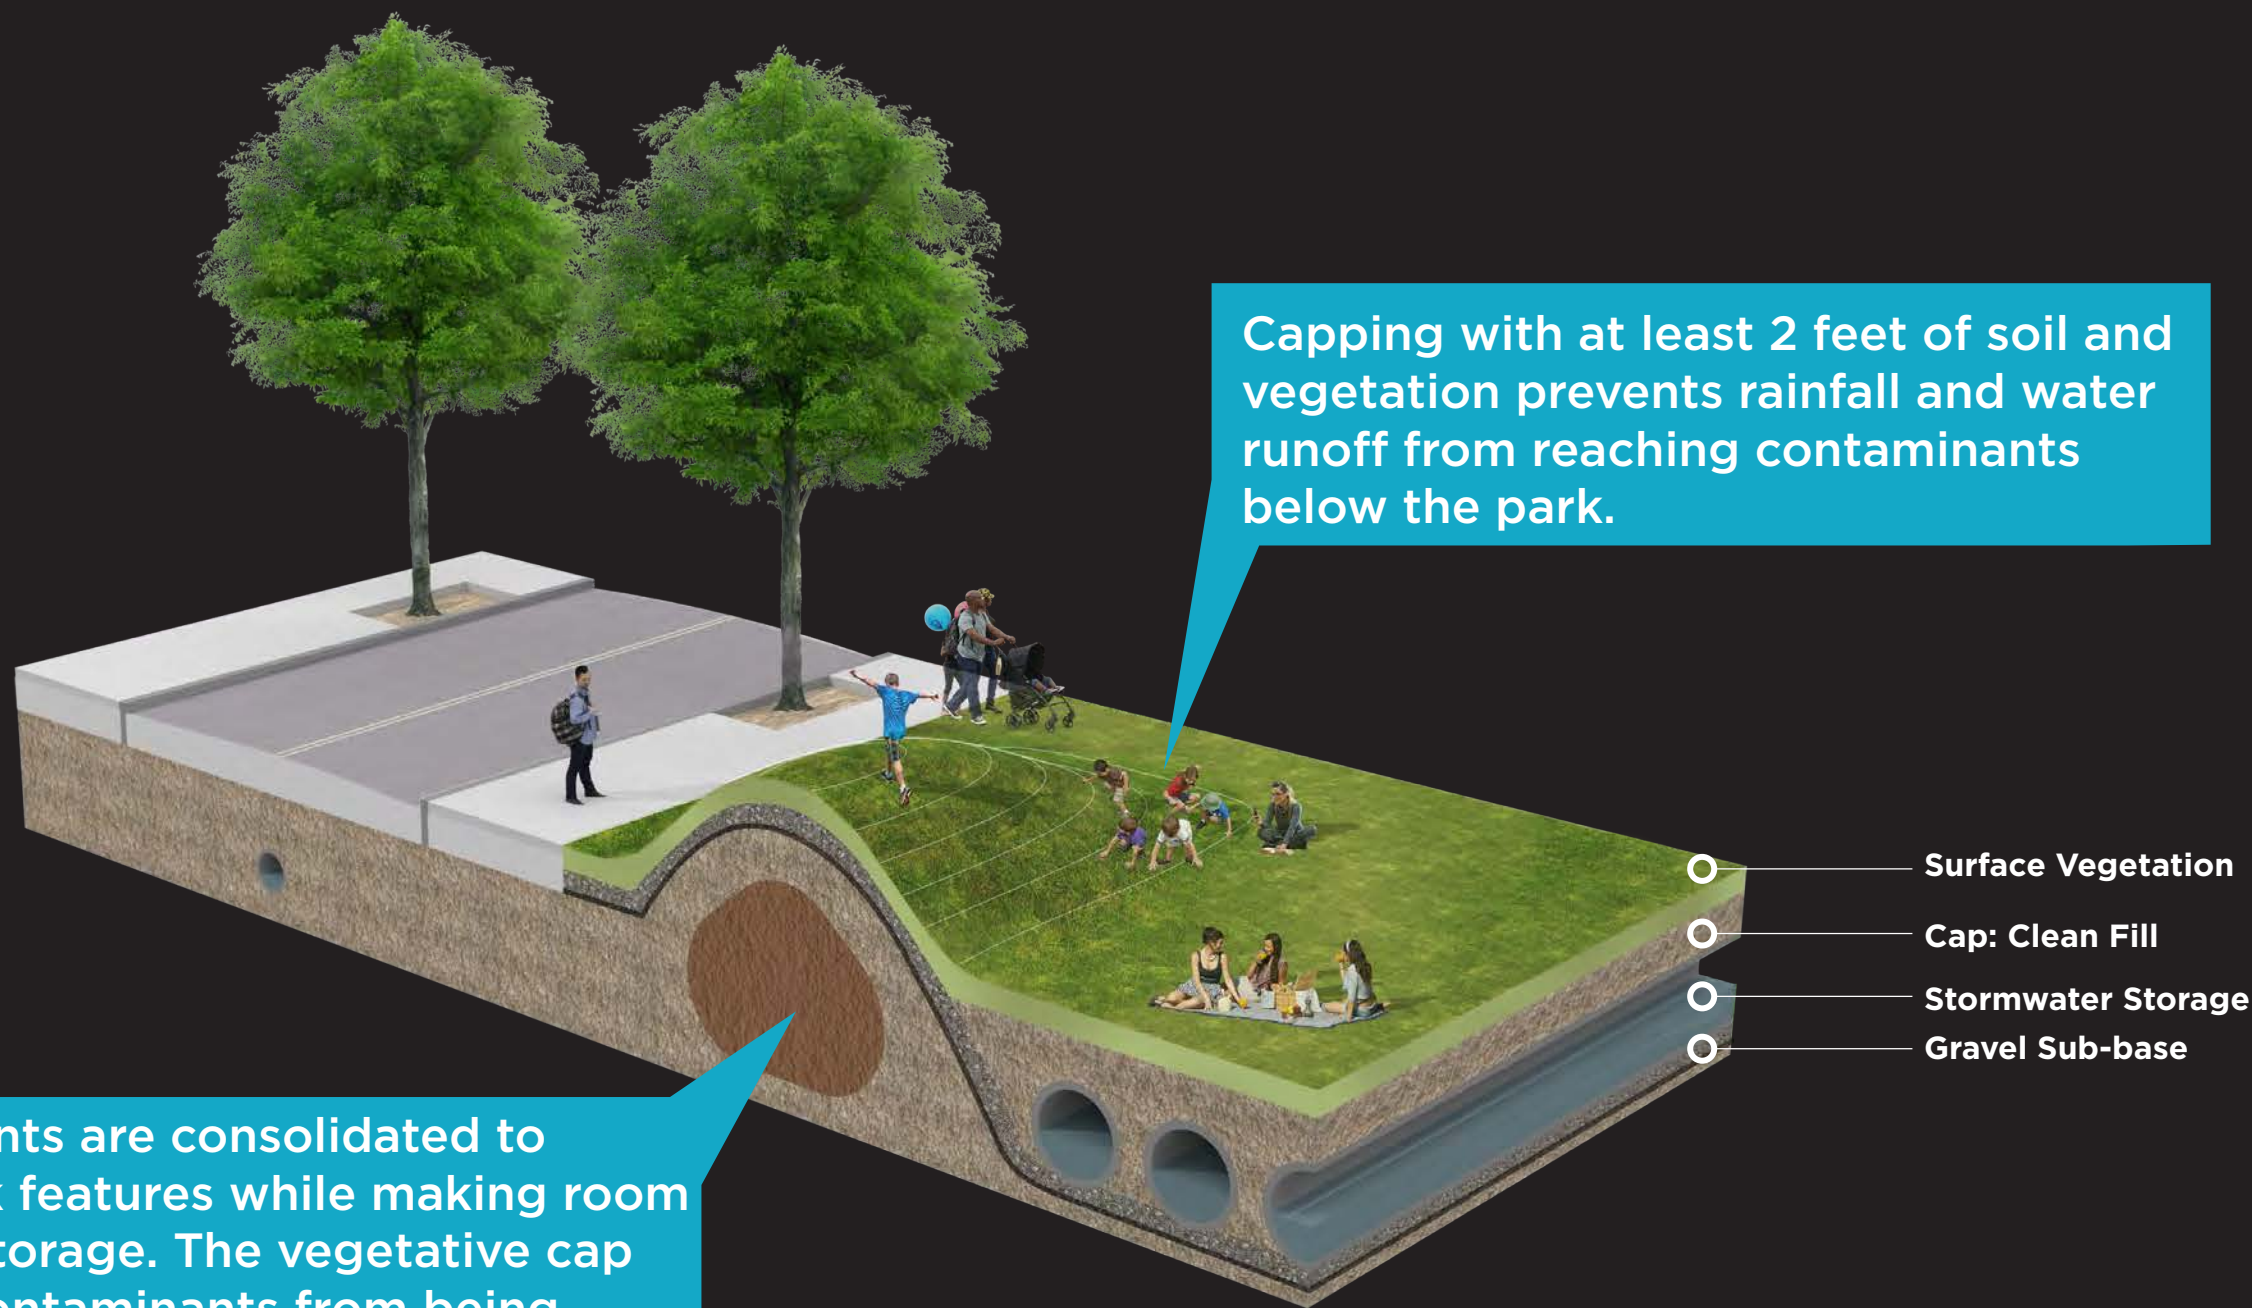 Capping with at least 2 feet of soil and
vegetation prevents rainfall and water
runoff from reaching contaminants
below the park.
Surface Vegetation
Cap: Clean Fill
Stormwater Storage
Gravel Sub-base
are consolidated to
features while making room
The vegetative cap
from being